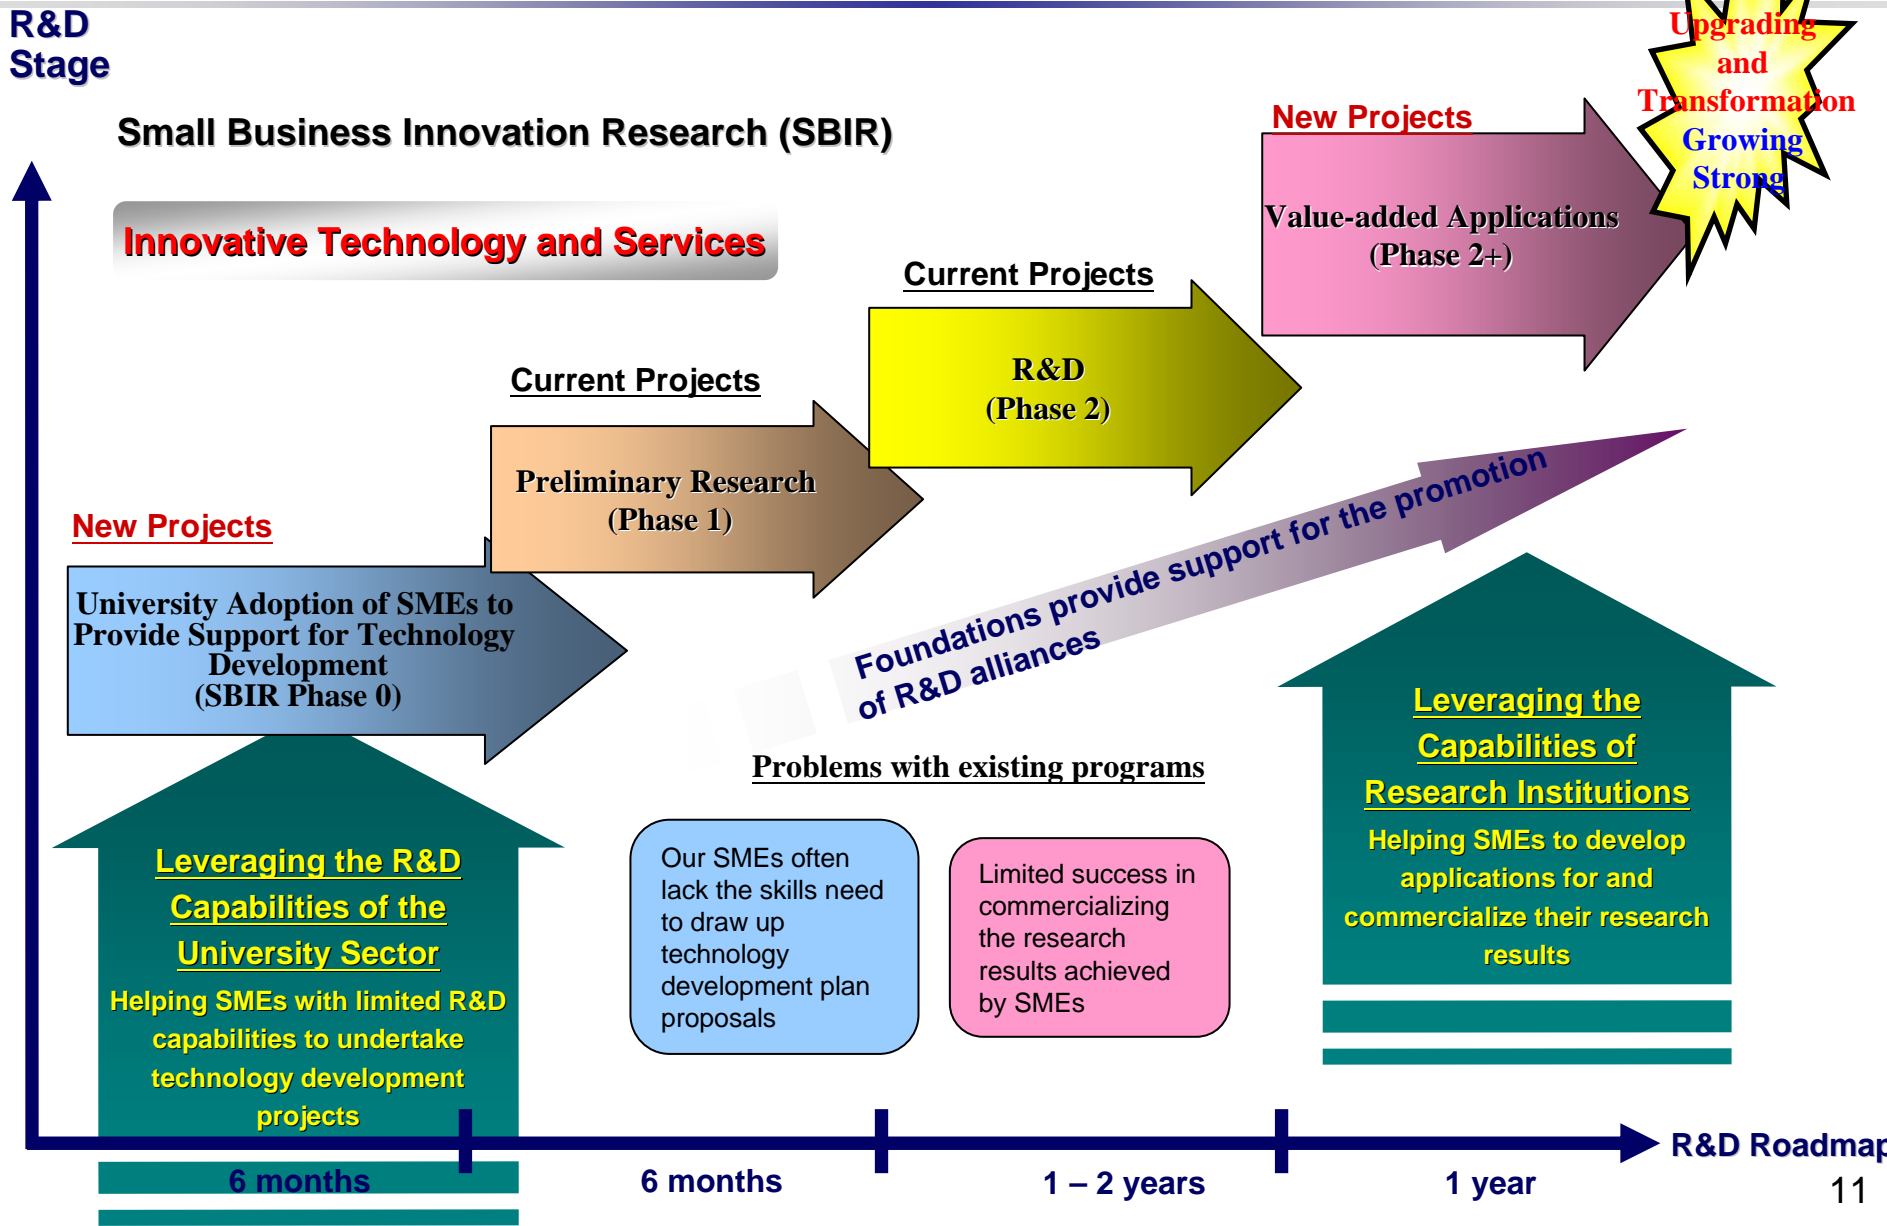 R&D
Stage
Upgrading
and
Transformation
Growing
Strong
Small Business Innovation Research (SBIR)
Innovative Technology and Services
New Projects
Value-added Applications
(Phase 2+)
Current Projects
R&D
(Phase 2)
Current Projects
Preliminary Research
(Phase 1)
New Projects
University Adoption of SMEs to
Provide Support for Technology
Development
(SBIR Phase 0)
Foundations provide support for the promotion
of R&D alliances
Problems with existing programs
Our SMEs often
lack the skills need
to draw up
technology
development plan
proposals
Limited success in
commercializing
the research
results achieved
by SMEs
Leveraging the R&D
Capabilities of the
University Sector
Helping SMEs with limited R&D
capabilities to undertake
technology development
projects
Leveraging the
Capabilities of
Research Institutions
Helping SMEs to develop
applications for and
commercialize their research
results
6 months
6 months
1 – 2 years
1 year
R&D Roadmap
11